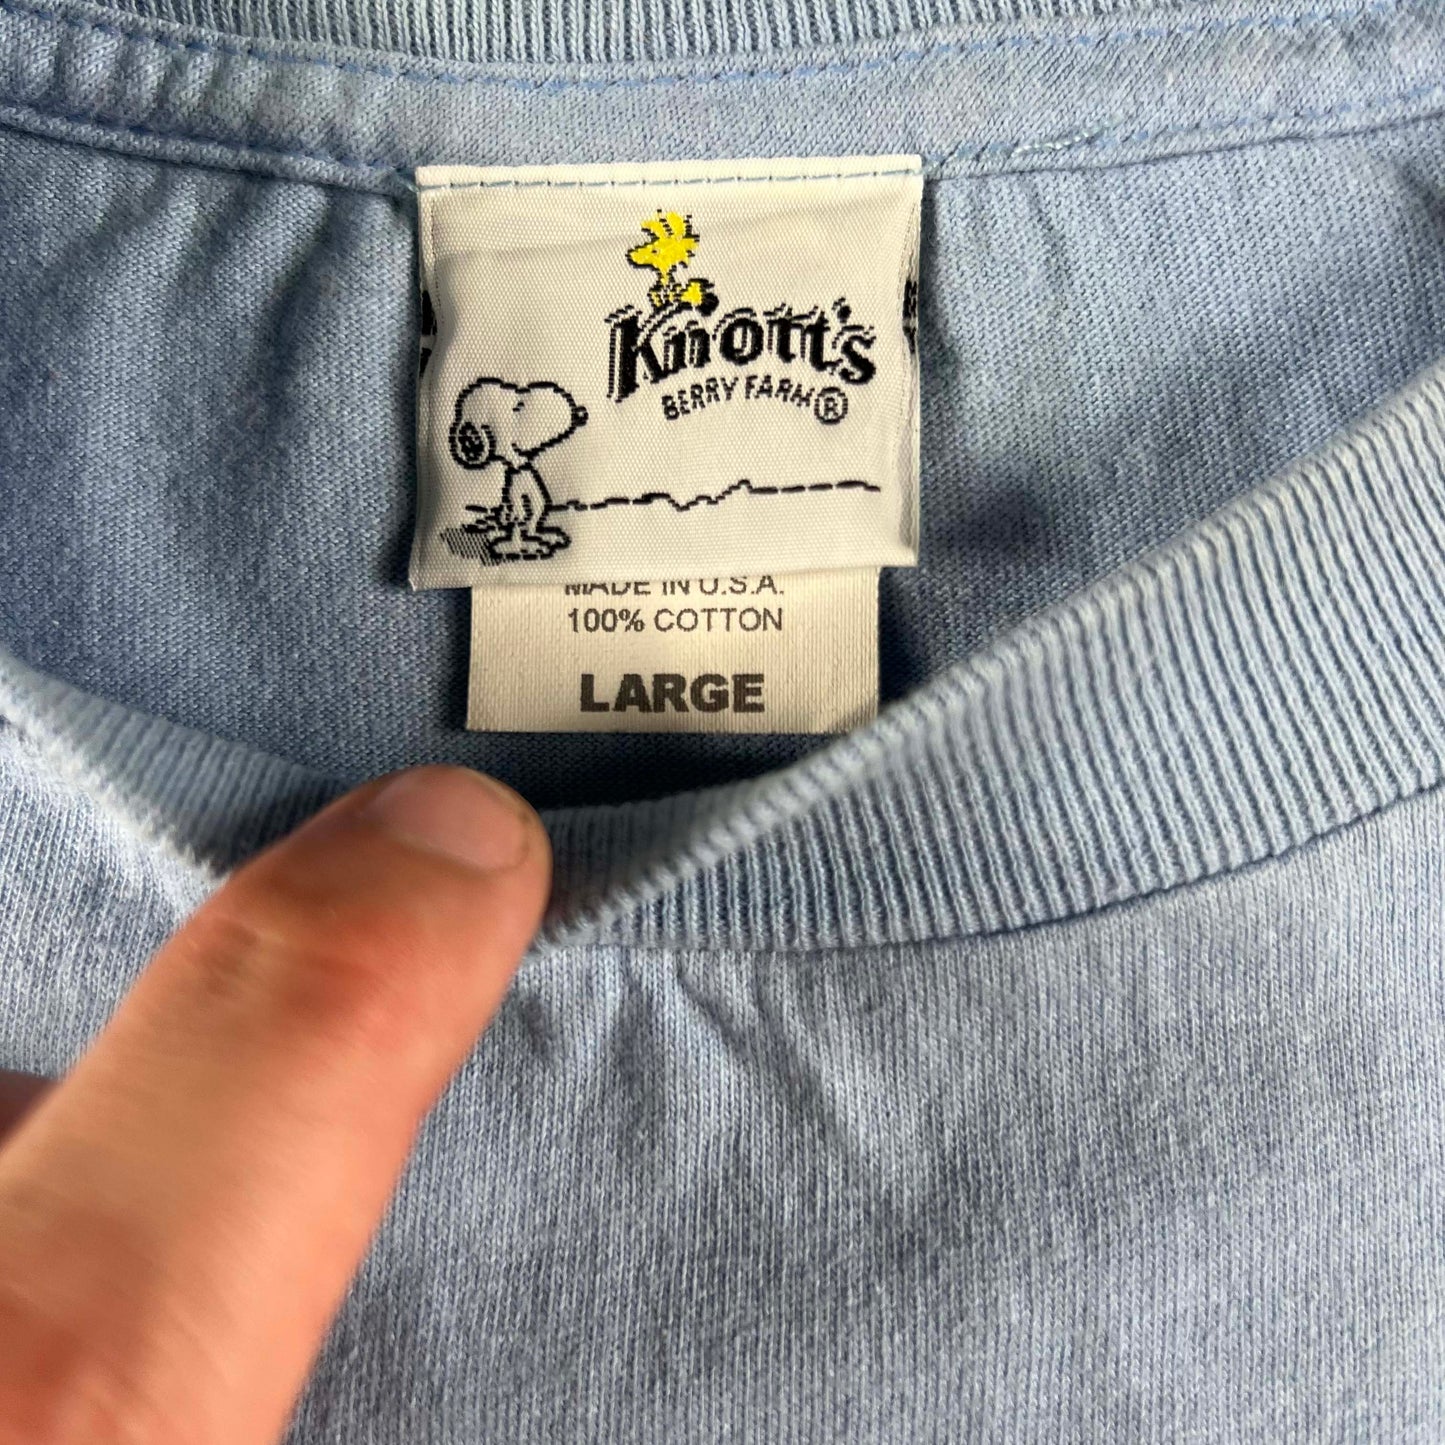 Knott's
BERRY FARM®
MADE IN U.S.A.
100% COTTON
LARGE